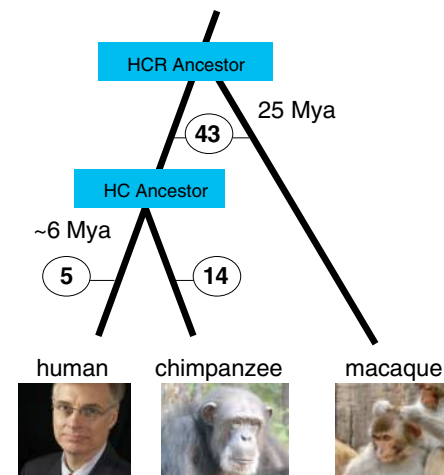 HCR Ancestor
25 Mya
43
HC Ancestor
~6 Mya
5
14
human
chimpanzee
macaque